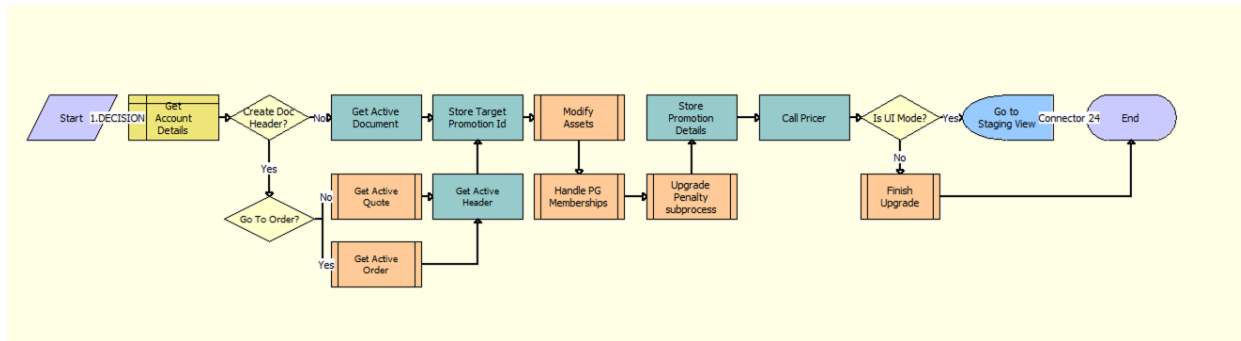 Start
1.DECISION
Get
Account
Details
Create Doc
Header?
No
Get Active
Document
Store Target
Promotion Id
Modify
Assets
Store
Promotion
Details
Call Pricer
Is UI Mode?
Yes
Go to
Staging View
Connector 24
End
Yes
No
Go To Order?
No
Get Active
Quote
Get Active
Header
Handle PG
Memberships
Upgrade
Penalty
subprocess
Finish
Upgrade
Yes
Get Active
Order